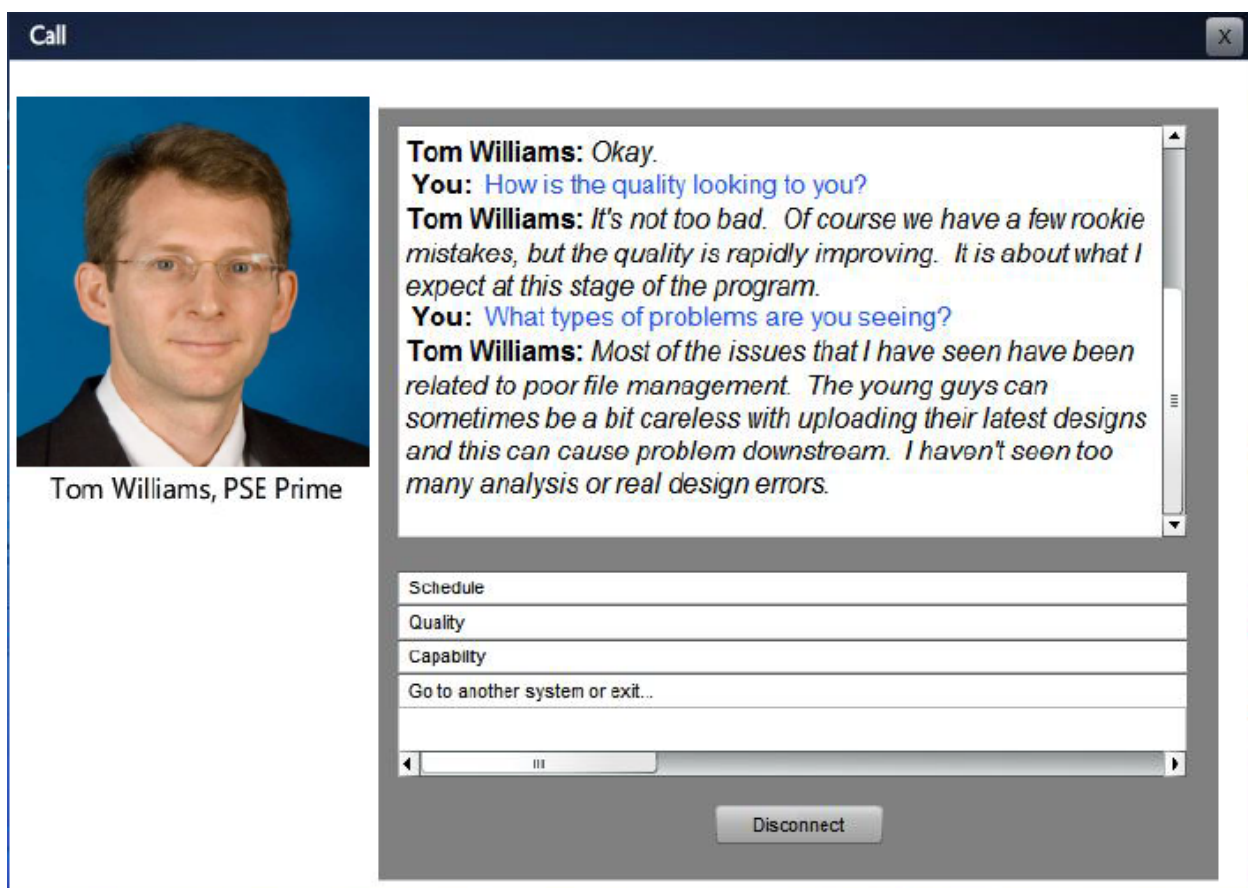 Call
X
Tom Williams: Okay.
You: How is the quality looking to you?
Tom Williams: It's not too bad. Of course we have a few rookie
mistakes, but the quality is rapidly improving. It is about what I
expect at this stage of the program.
You: What types of problems are you seeing?
Tom Williams: Most of the issues that I have seen have been
related to poor file management. The young guys can
sometimes be a bit careless with uploading their latest designs
and this can cause problem downstream. I haven't seen too
many analysis or real design errors.
Tom Williams, PSE Prime
Schedule
Quality
Capability
Go to another system or exit...
Disconnect